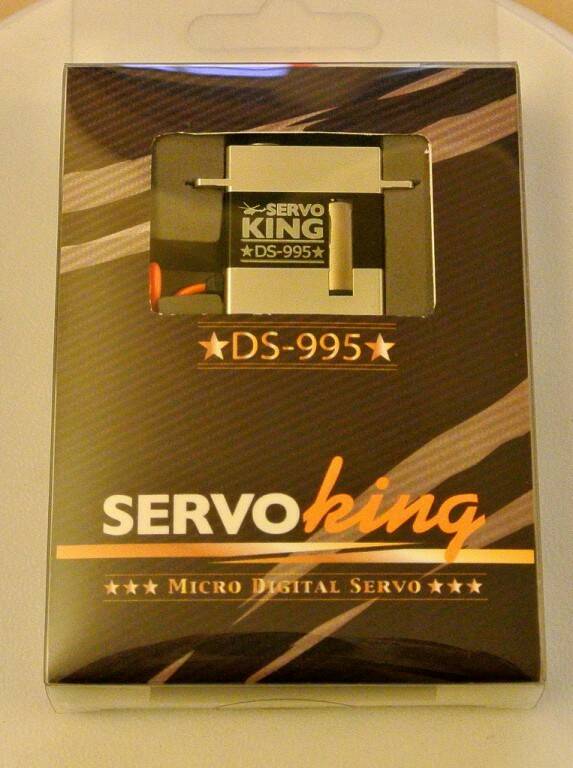 SERVO
KING
★DS-995★
★DS-995★
SERVOking
★★★ MICRO DIGITAL SERVO ★★★